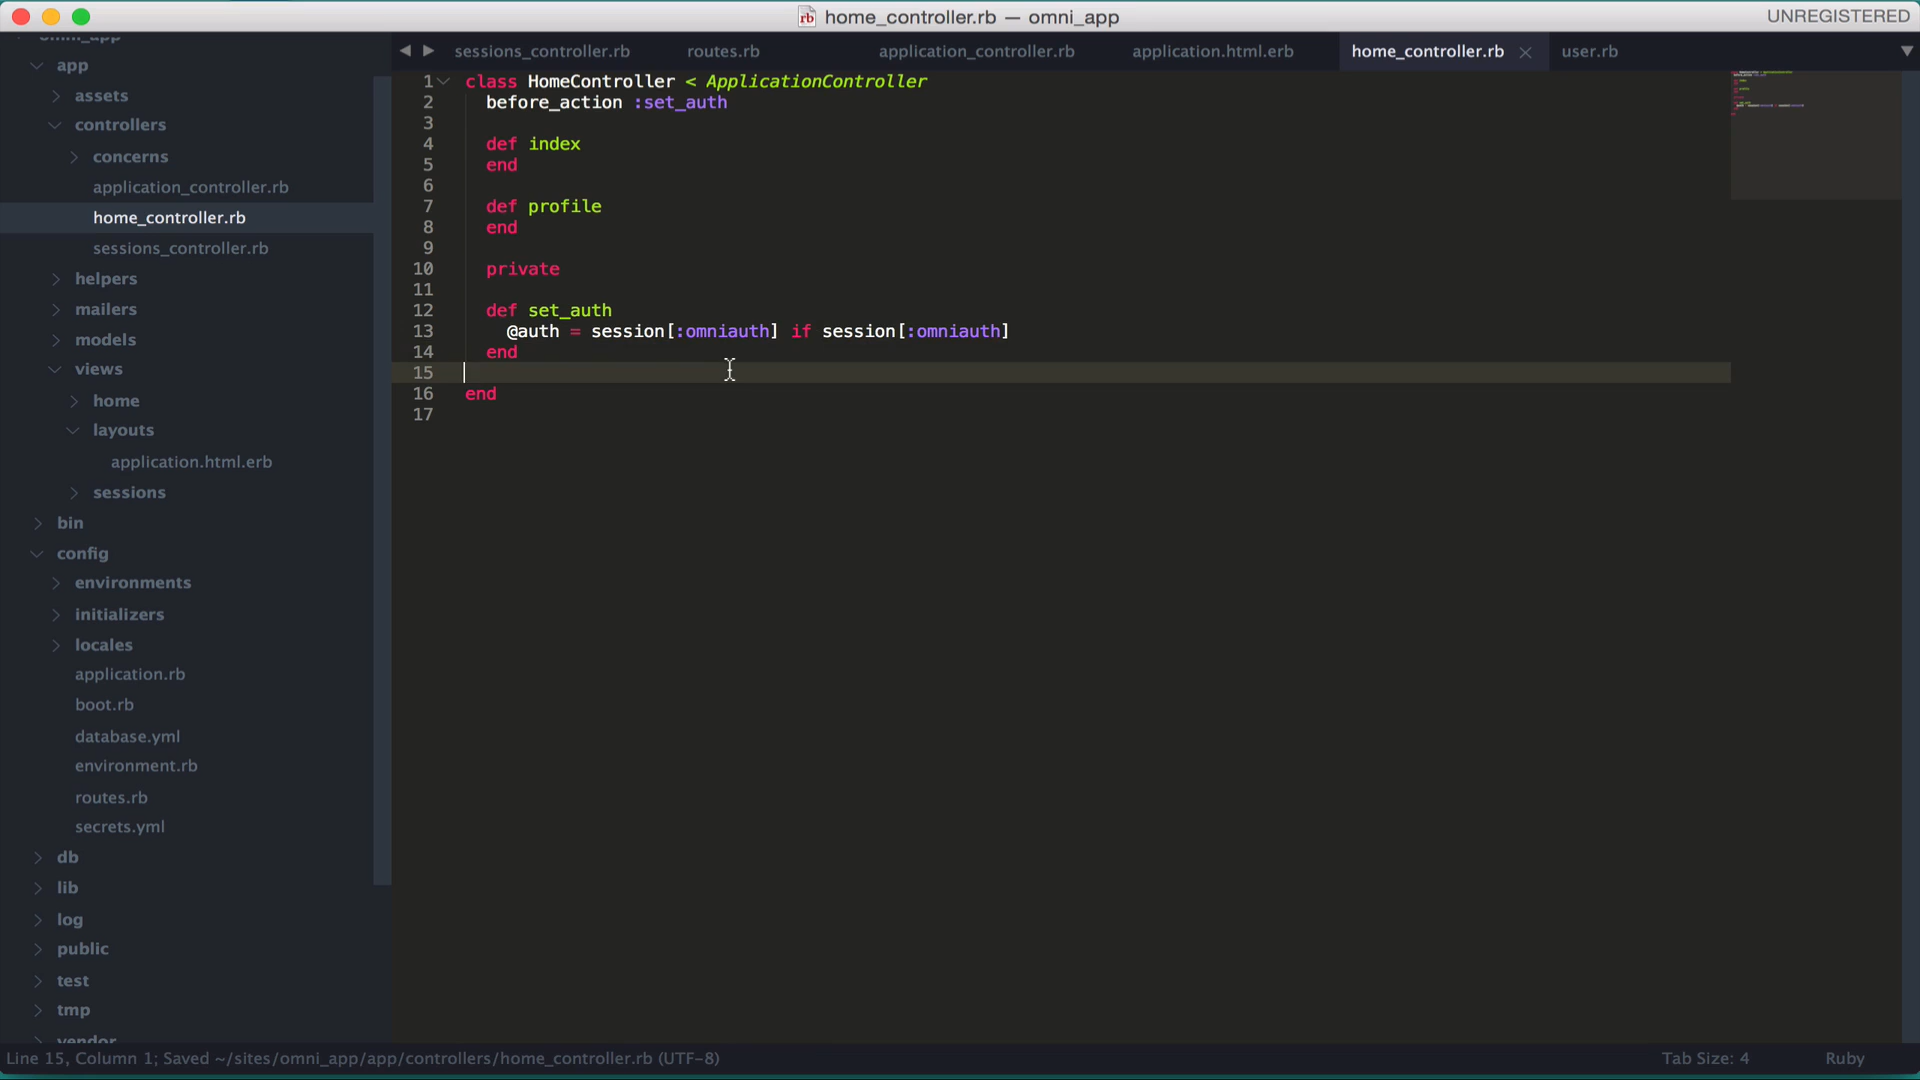 home_controller.rb — omni_app
UNREGISTERED
omni_app
app
assets
controllers
concerns
application_controller.rb
home_controller.rb
sessions_controller.rb
helpers
mailers
models
views
home
layouts
application.html.erb
sessions
bin
config
environments
initializers
locales
application.rb
boot.rb
database.yml
environment.rb
routes.rb
secrets.yml
db
lib
log
public
test
tmp
vendor
sessions_controller.rb routes.rb application_controller.rb application.html.erb home_controller.rb user.rb
1 class HomeController < ApplicationController
2 before_action :set_auth
3
4 def index
5 end
6
7 def profile
8 end
9
10 private
11
12 def set_auth
13 @auth = session[:omniauth] if session[:omniauth]
14 end
15
16 end
17
Line 15, Column 1; Saved ~/sites/omni_app/app/controllers/home_controller.rb (UTF-8)
Tab Size: 4
Ruby